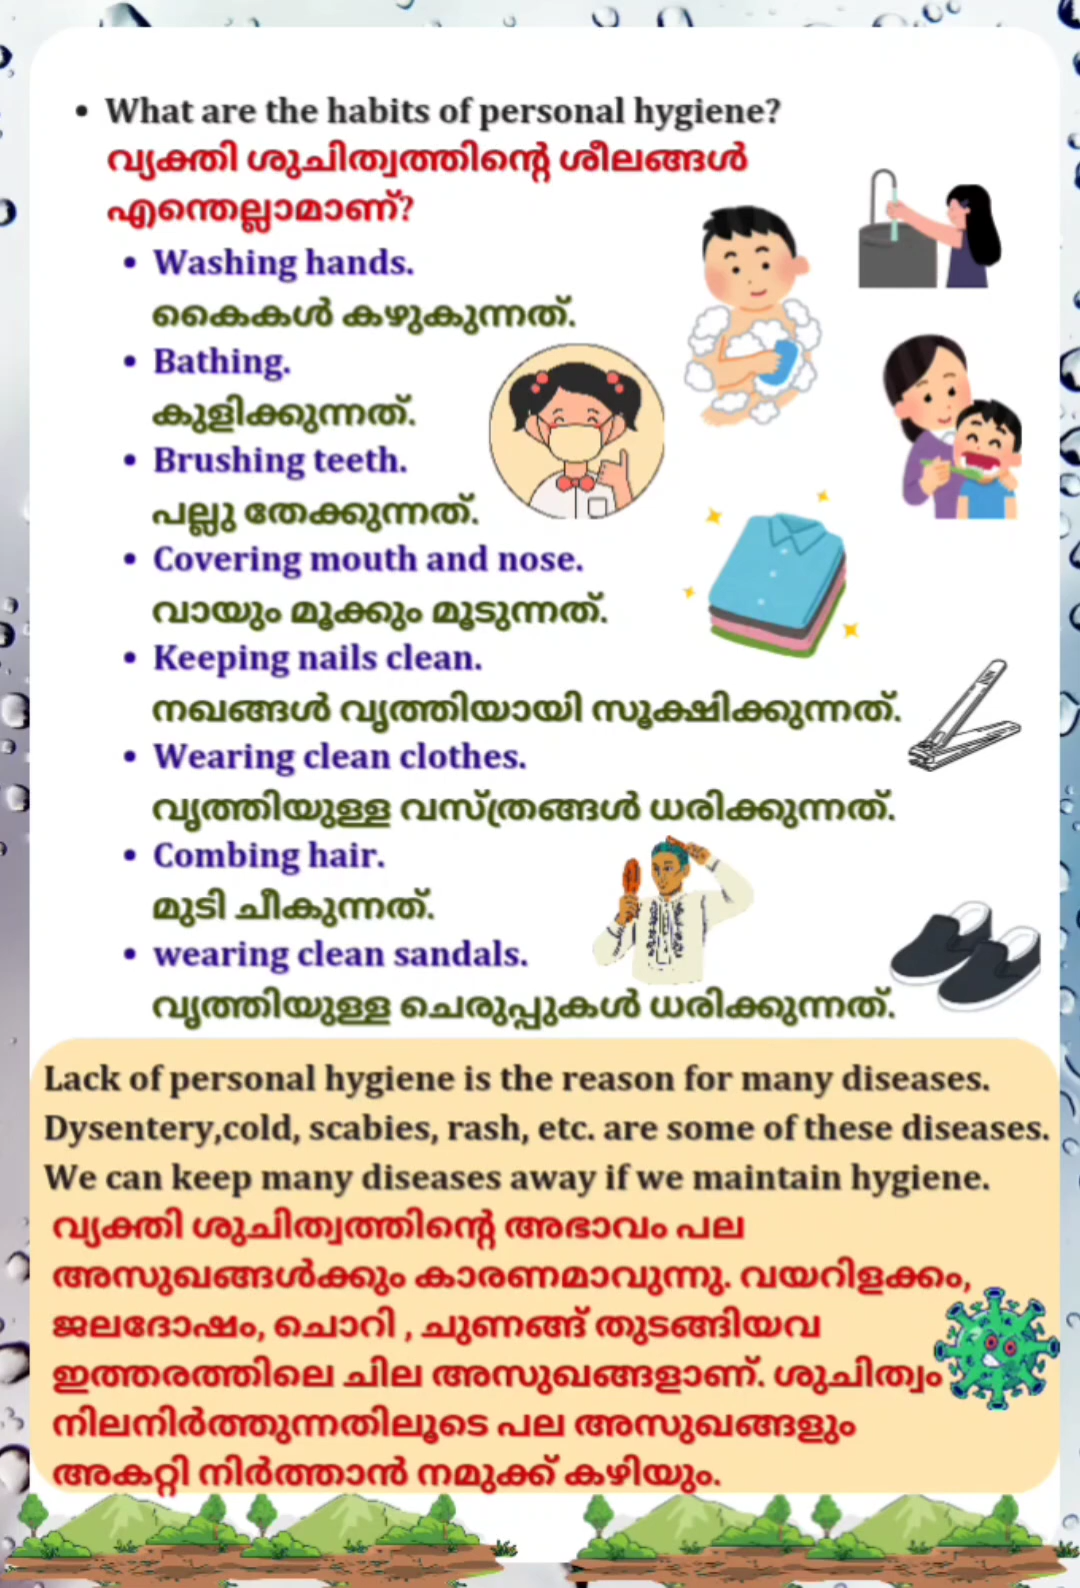 • What are the habits of personal hygiene?
വ്യക്തി ശുചിത്വത്തിന്റെ ശീലങ്ങൾ
എന്തെല്ലാമാണ്?
• Washing hands.
കൈകൾ കഴുകുന്നത്.
• Bathing.
കുളിക്കുന്നത്.
• Brushing teeth.
പല്ലു തേക്കുന്നത്.
• Covering mouth and nose.
വായും മൂക്കും മൂടുന്നത്.
• Keeping nails clean.
നഖങ്ങൾ വൃത്തിയായി സൂക്ഷിക്കുന്നത്.
• Wearing clean clothes.
വൃത്തിയുള്ള വസ്ത്രങ്ങൾ ധരിക്കുന്നത്.
• Combing hair.
മുടി ചീകുന്നത്.
• wearing clean sandals.
വൃത്തിയുള്ള ചെരുപ്പുകൾ ധരിക്കുന്നത്.
Lack of personal hygiene is the reason for many diseases.
Dysentery,cold, scabies, rash, etc. are some of these diseases.
We can keep many diseases away if we maintain hygiene.
വ്യക്തി ശുചിത്വത്തിന്റെ അഭാവം പല
അസുഖങ്ങൾക്കും കാരണമാവുന്നു. വയറിളക്കം,
ജലദോഷം, ചൊറി , ചുണങ്ങ് തുടങ്ങിയവ
ഇത്തരത്തിലെ ചില അസുഖങ്ങളാണ്. ശുചിത്വം
നിലനിർത്തുന്നതിലൂടെ പല അസുഖങ്ങളും
അകറ്റി നിർത്താൻ നമുക്ക് കഴിയും.